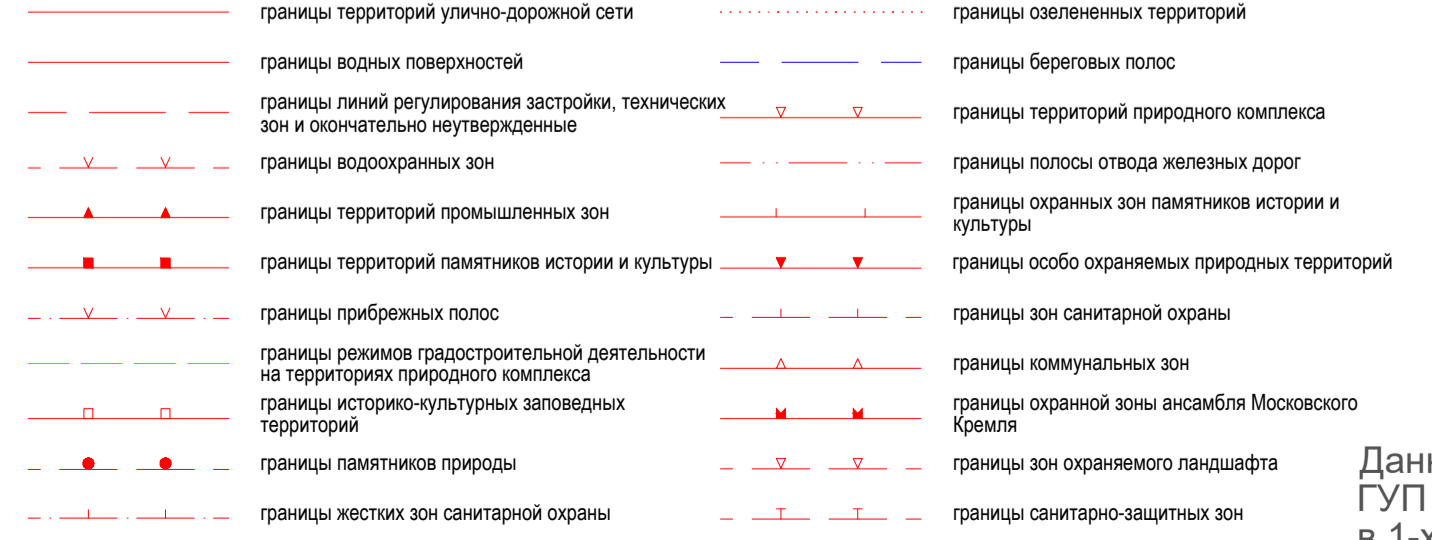 границы территорий улично-дорожной сети
границы водных поверхностей
границы линий регулирования застройки, технических
зон и окончательно неутвержденные
границы водоохранных зон
границы территорий промышленных зон
границы территорий памятников истории и культуры
границы прибрежных полос
границы режимов градостроительной деятельности
на территориях природного комплекса
границы историко-культурных заповедных
территорий
границы памятников природы
границы жестких зон санитарной охраны
границы озелененных территорий
границы береговых полос
границы территорий природного комплекса
границы полосы отвода железных дорог
границы охранных зон памятников истории и
культуры
границы особо охраняемых природных территорий
границы зон санитарной охраны
границы коммунальных зон
границы охранной зоны ансамбля Московского
Кремля
границы зон охраняемого ландшафта
границы санитарно-защитных зон
ГУП